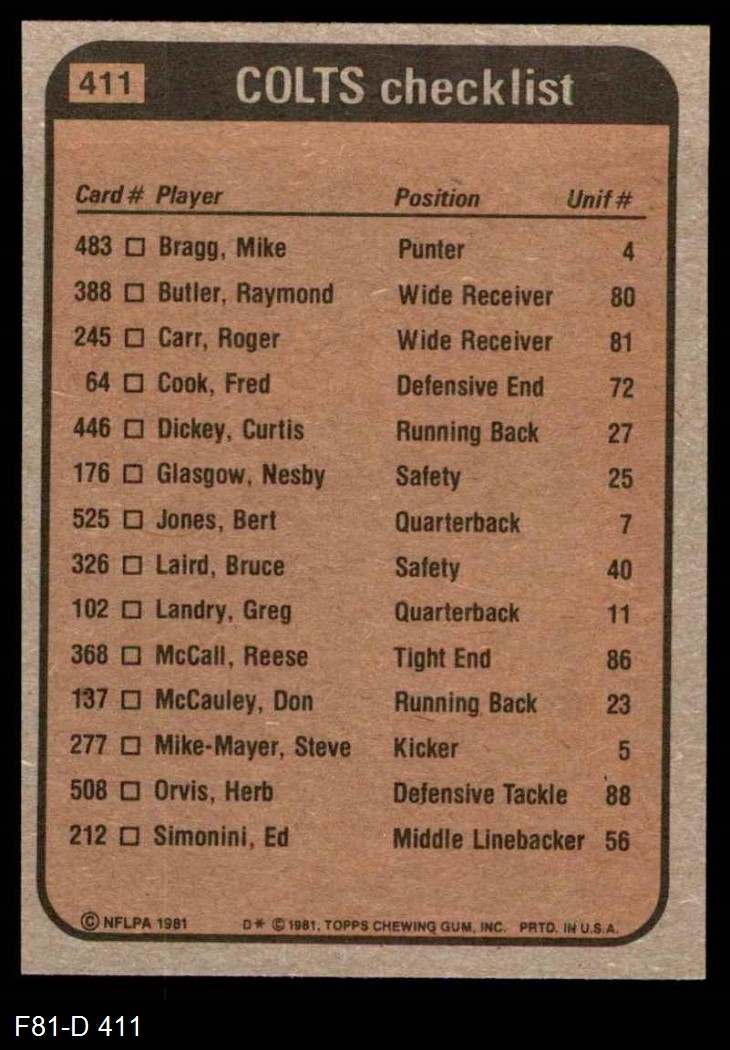 411 COLTS checklist
Card # Player Position Unif #
483 □ Bragg, Mike Punter 4
388 □ Butler, Raymond Wide Receiver 80
245 □ Carr, Roger Wide Receiver 81
64 □ Cook, Fred Defensive End 72
446 □ Dickey, Curtis Running Back 27
176 □ Glasgow, Nesby Safety 25
525 □ Jones, Bert Quarterback 7
326 □ Laird, Bruce Safety 40
102 □ Landry, Greg Quarterback 11
368 □ McCall, Reese Tight End 86
137 □ McCauley, Don Running Back 23
277 □ Mike-Mayer, Steve Kicker 5
508 □ Orvis, Herb Defensive Tackle 88
212 □ Simonini, Ed Middle Linebacker 56
© NFLPA 1981 D* © 1981, TOPPS CHEWING GUM, INC. PRTD. IN U.S.A.
F81-D 411